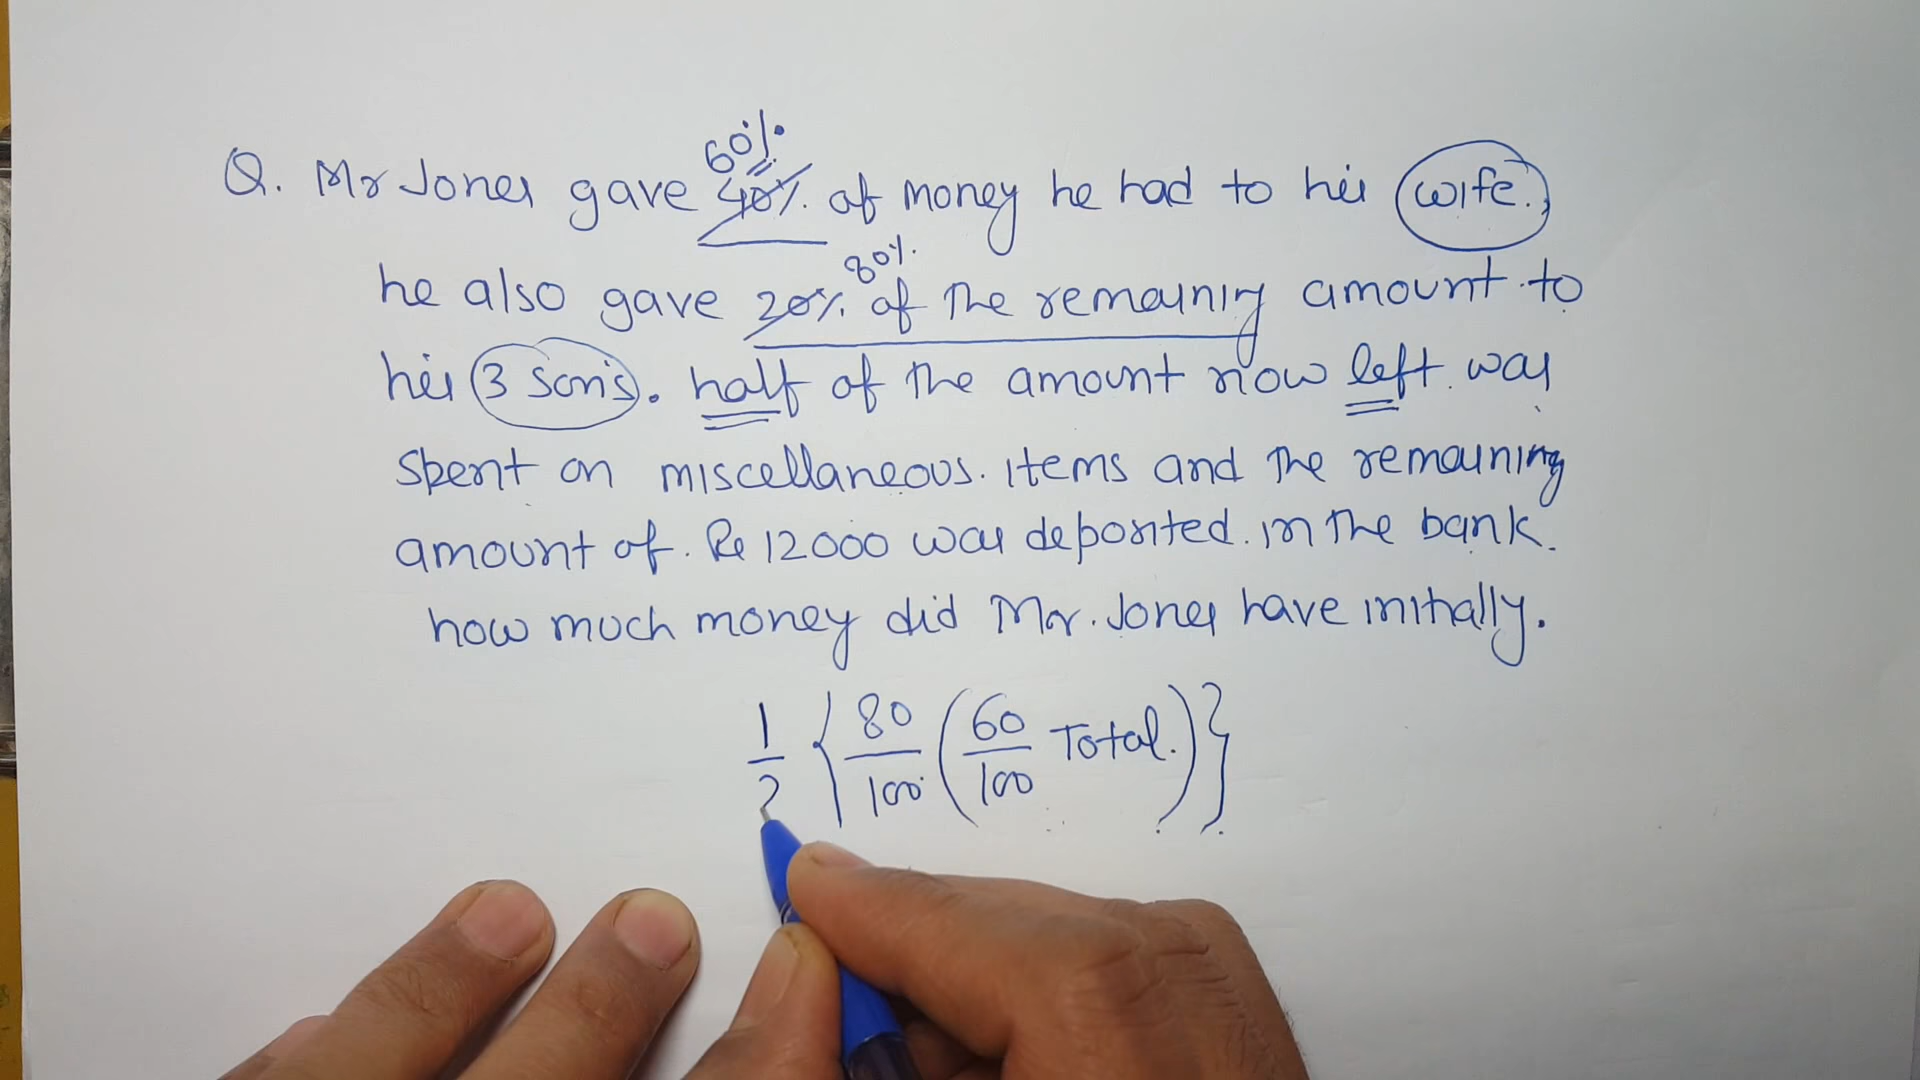 60%
Q. Mr Jones gave 40% of money he had to his wife.,
80%
he also gave 20% of the remaining amount to
his 3 son's. half of the amount now left was
spent on miscellaneous. items and the remaining
amount of. Rs 12000 was deposited. in the bank.
how much money did Mr. Jones have initially.
1/2 { 80/100 ( 60/100 Total. ) }